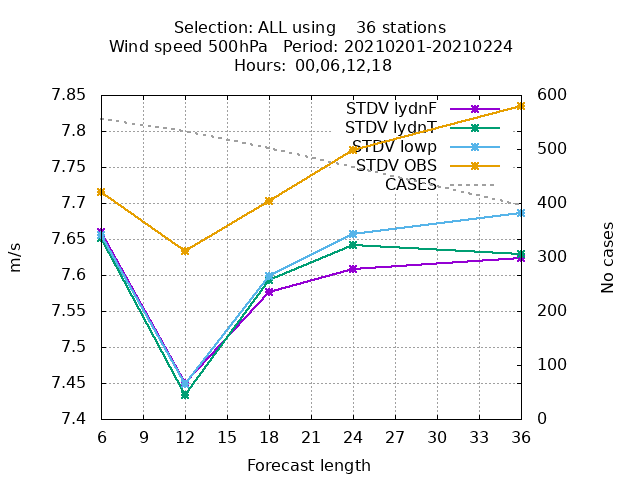 Selection: ALL using    36 stations
Wind speed 500hPa   Period: 20210201-20210224
Hours: 00,06,12,18
7.85
7.8
7.75
7.7
7.65
7.6
7.55
7.5
7.45
7.4
m/s
STDV lydnF
STDV lydnT
STDV lowp
STDV OBS
CASES
600
500
400
300
200
100
0
No cases
6 9 12 15 18 21 24 27 30 33 36
Forecast length